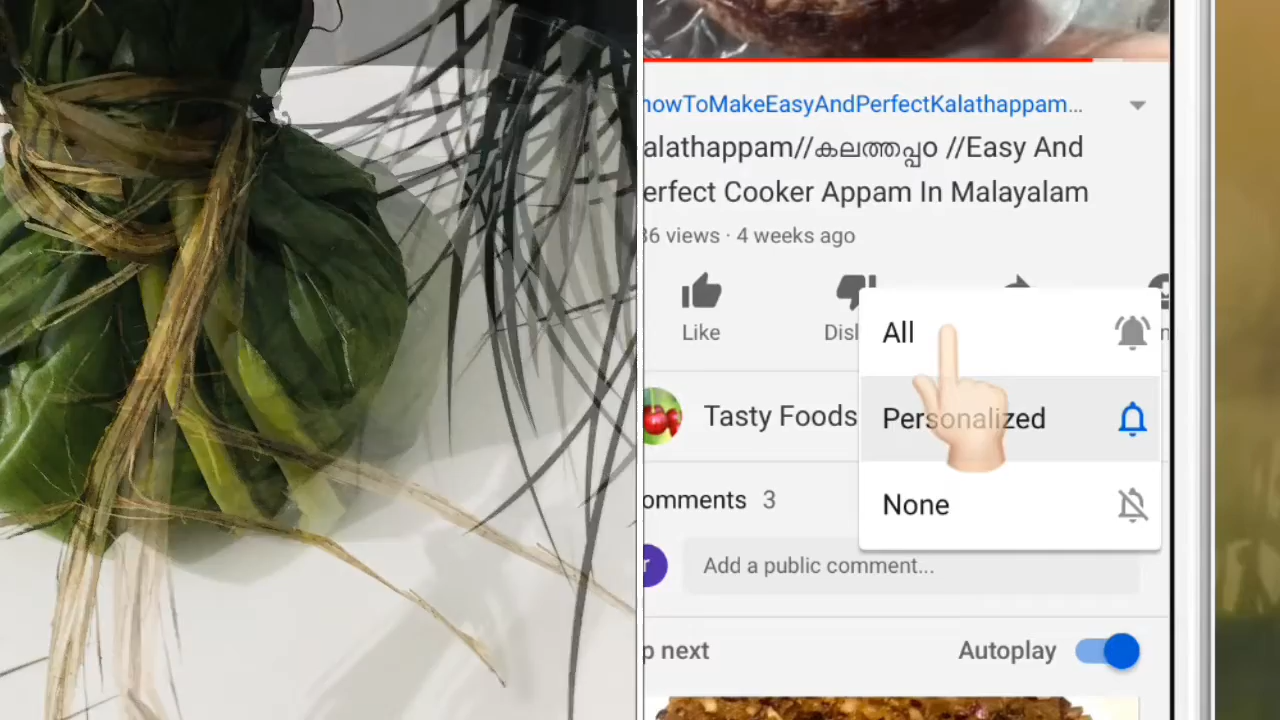 howToMakeEasyAndPerfectKalathappam...
alathappam//കലത്തപ്പം //Easy And
erfect Cooker Appam In Malayalam
36 views · 4 weeks ago
Like
Disl
All
Tasty Foods
Personalized
omments 3
None
r
Add a public comment...
p next
Autoplay